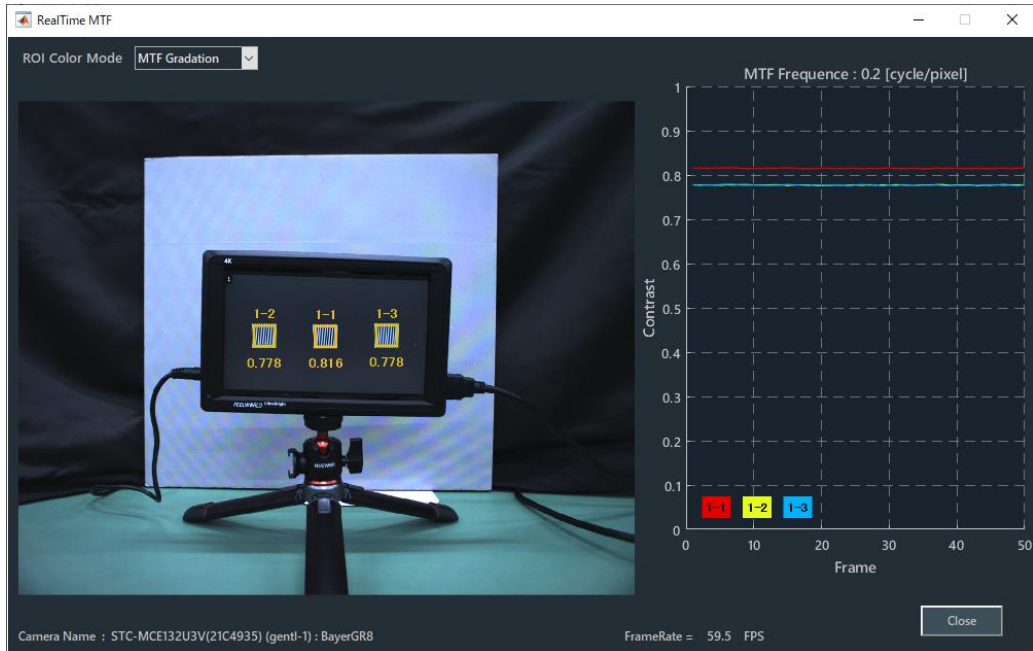 RealTime MTF
ROI Color Mode MTF Gradation
MTF Frequence : 0.2 [cycle/pixel]
4K
1-2 1-1 1-3
0.778 0.816 0.778
Contrast
1
0.9
0.8
0.7
0.6
0.5
0.4
0.3
0.2
0.1
0
1-1 1-2 1-3
0 10 20 30 40 50
Frame
Close
Camera Name : STC-MCE132U3V(21C4935) (gentl-1) : BayerGR8
FrameRate = 59.5 FPS